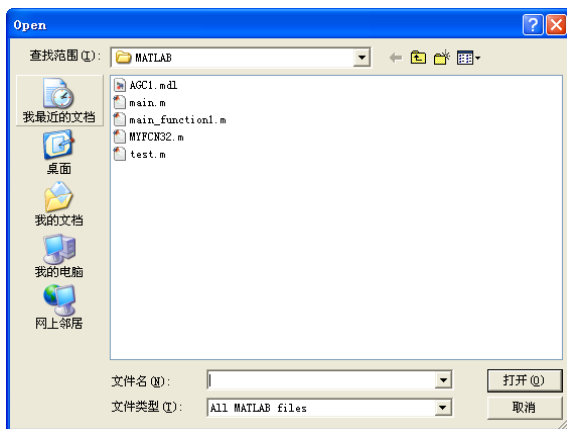 Open
查找范围(I):
MATLAB
AGC1.mdl
main.m
main_function1.m
MYFCN32.m
test.m
我最近的文档
桌面
我的文档
我的电脑
网上邻居
文件名(N):
打开(O)
文件类型(T):
All MATLAB files
取消